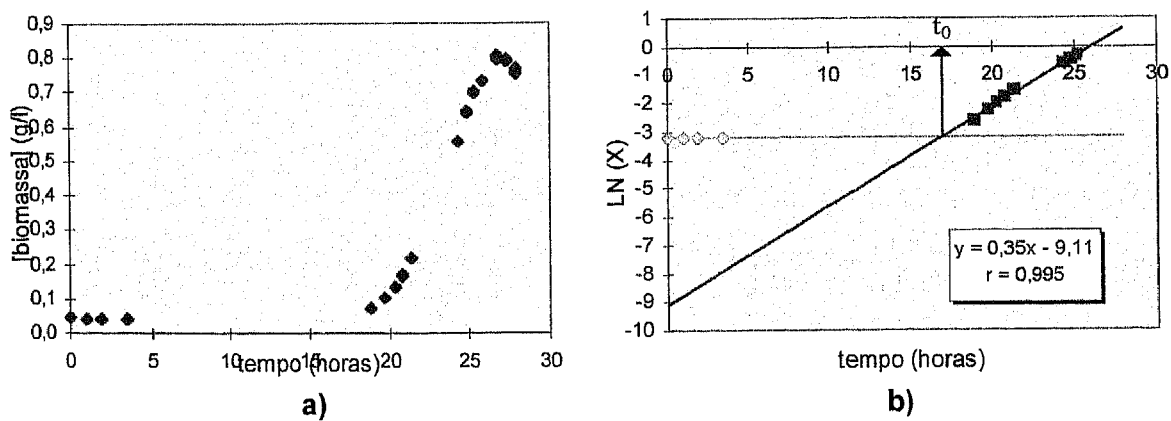 0,9
0,8
0,7
0,6
0,5
0,4
0,3
0,2
0,1
0,0
[biomassa] (g/l)
0 5 10 15 20 25 30
tempo (horas)
a)
1
0
-1
-2
-3
-4
-5
-6
-7
-8
-9
-10
LN (X)
t0
0 5 10 15 20 25 30
y = 0,35x - 9,11
r = 0,995
tempo (horas)
b)